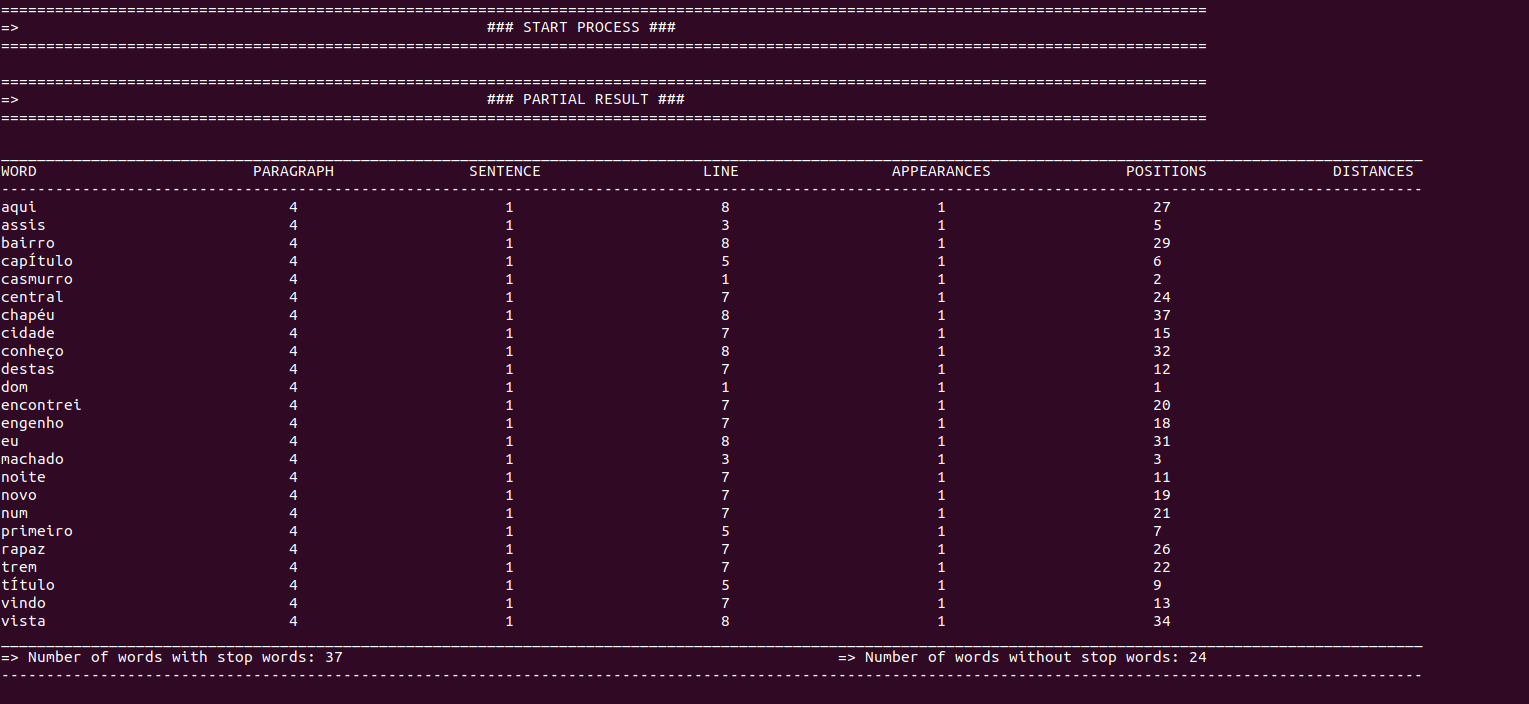 ======================================================================================================================================
=> ### START PROCESS ###
======================================================================================================================================
======================================================================================================================================
=> ### PARTIAL RESULT ###
======================================================================================================================================
WORD PARAGRAPH SENTENCE LINE APPEARANCES POSITIONS DISTANCES
aqui 4 1 8 1 27
assis 4 1 3 1 5
bairro 4 1 8 1 29
capÍtulo 4 1 5 1 6
casmurro 4 1 1 1 2
central 4 1 7 1 24
chapéu 4 1 8 1 37
cidade 4 1 7 1 15
conheço 4 1 8 1 32
destas 4 1 7 1 12
dom 4 1 1 1 1
encontrei 4 1 7 1 20
engenho 4 1 7 1 18
eu 4 1 8 1 31
machado 4 1 3 1 3
noite 4 1 7 1 11
novo 4 1 7 1 19
num 4 1 7 1 21
primeiro 4 1 5 1 7
rapaz 4 1 7 1 26
trem 4 1 7 1 22
tÍtulo 4 1 5 1 9
vindo 4 1 7 1 13
vista 4 1 8 1 34
=> Number of words with stop words: 37 => Number of words without stop words: 24